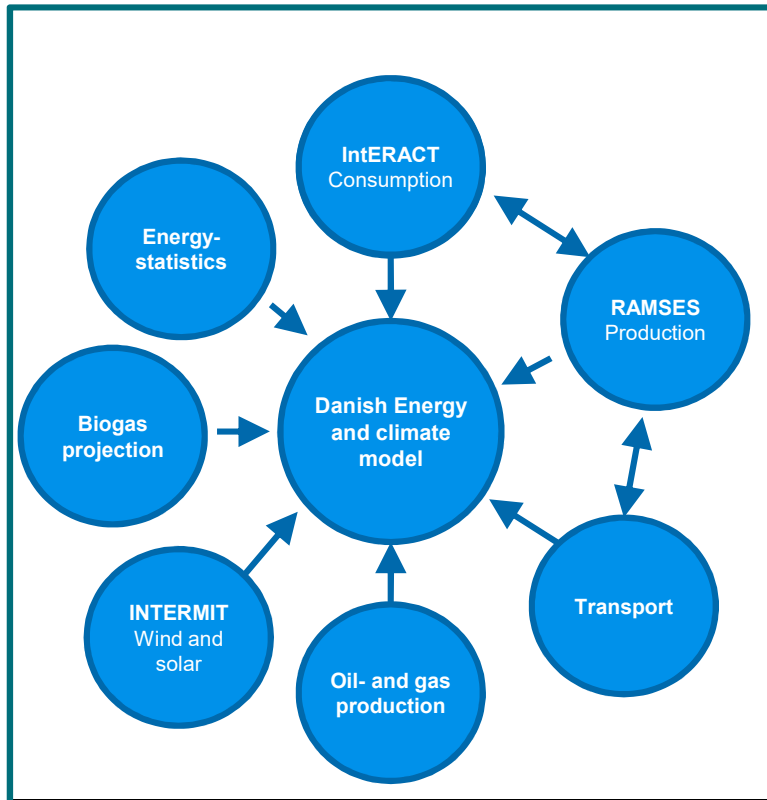 IntERACT
Consumption
Energy-
statistics
RAMSES
Production
Danish Energy
and climate
model
Biogas
projection
INTERMIT
Wind and
solar
Transport
Oil- and gas
production